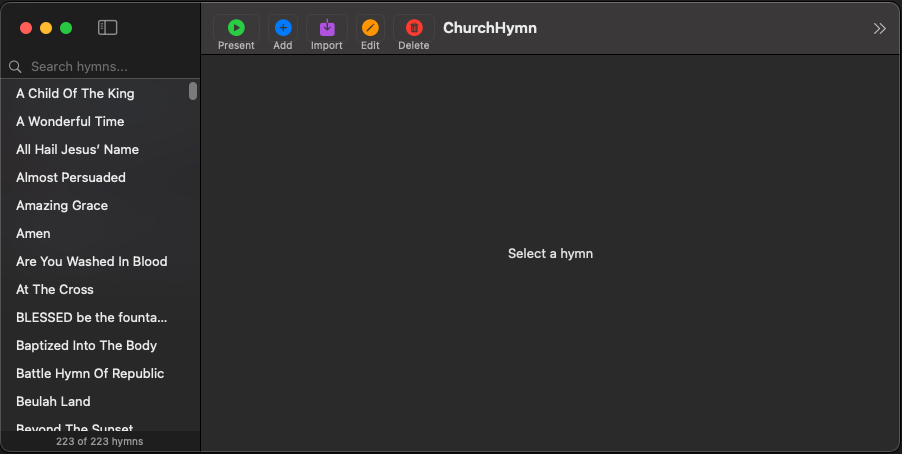 Present
Add
Import
Edit
Delete
ChurchHymn
Search hymns...
A Child Of The King
A Wonderful Time
All Hail Jesus’ Name
Almost Persuaded
Amazing Grace
Amen
Are You Washed In Blood
At The Cross
BLESSED be the founta...
Baptized Into The Body
Battle Hymn Of Republic
Beulah Land
Beyond The Sunset
223 of 223 hymns
Select a hymn